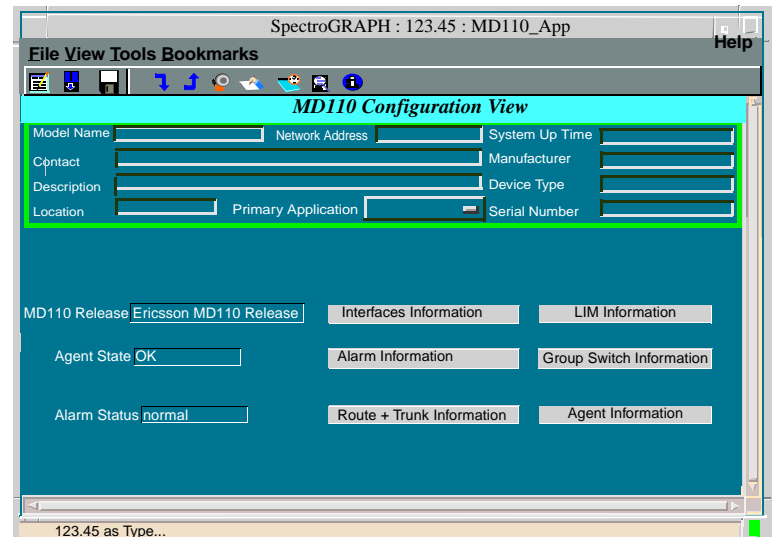 SpectroGRAPH : 123.45 : MD110_App
File View Tools Bookmarks Help
MD110 Configuration View
Model Name Network Address System Up Time
Contact Manufacturer
Description Device Type
Location Primary Application Serial Number
MD110 Release Ericsson MD110 Release Interfaces Information LIM Information
Agent State OK Alarm Information Group Switch Information
Alarm Status normal Route + Trunk Information Agent Information
123.45 as Type...